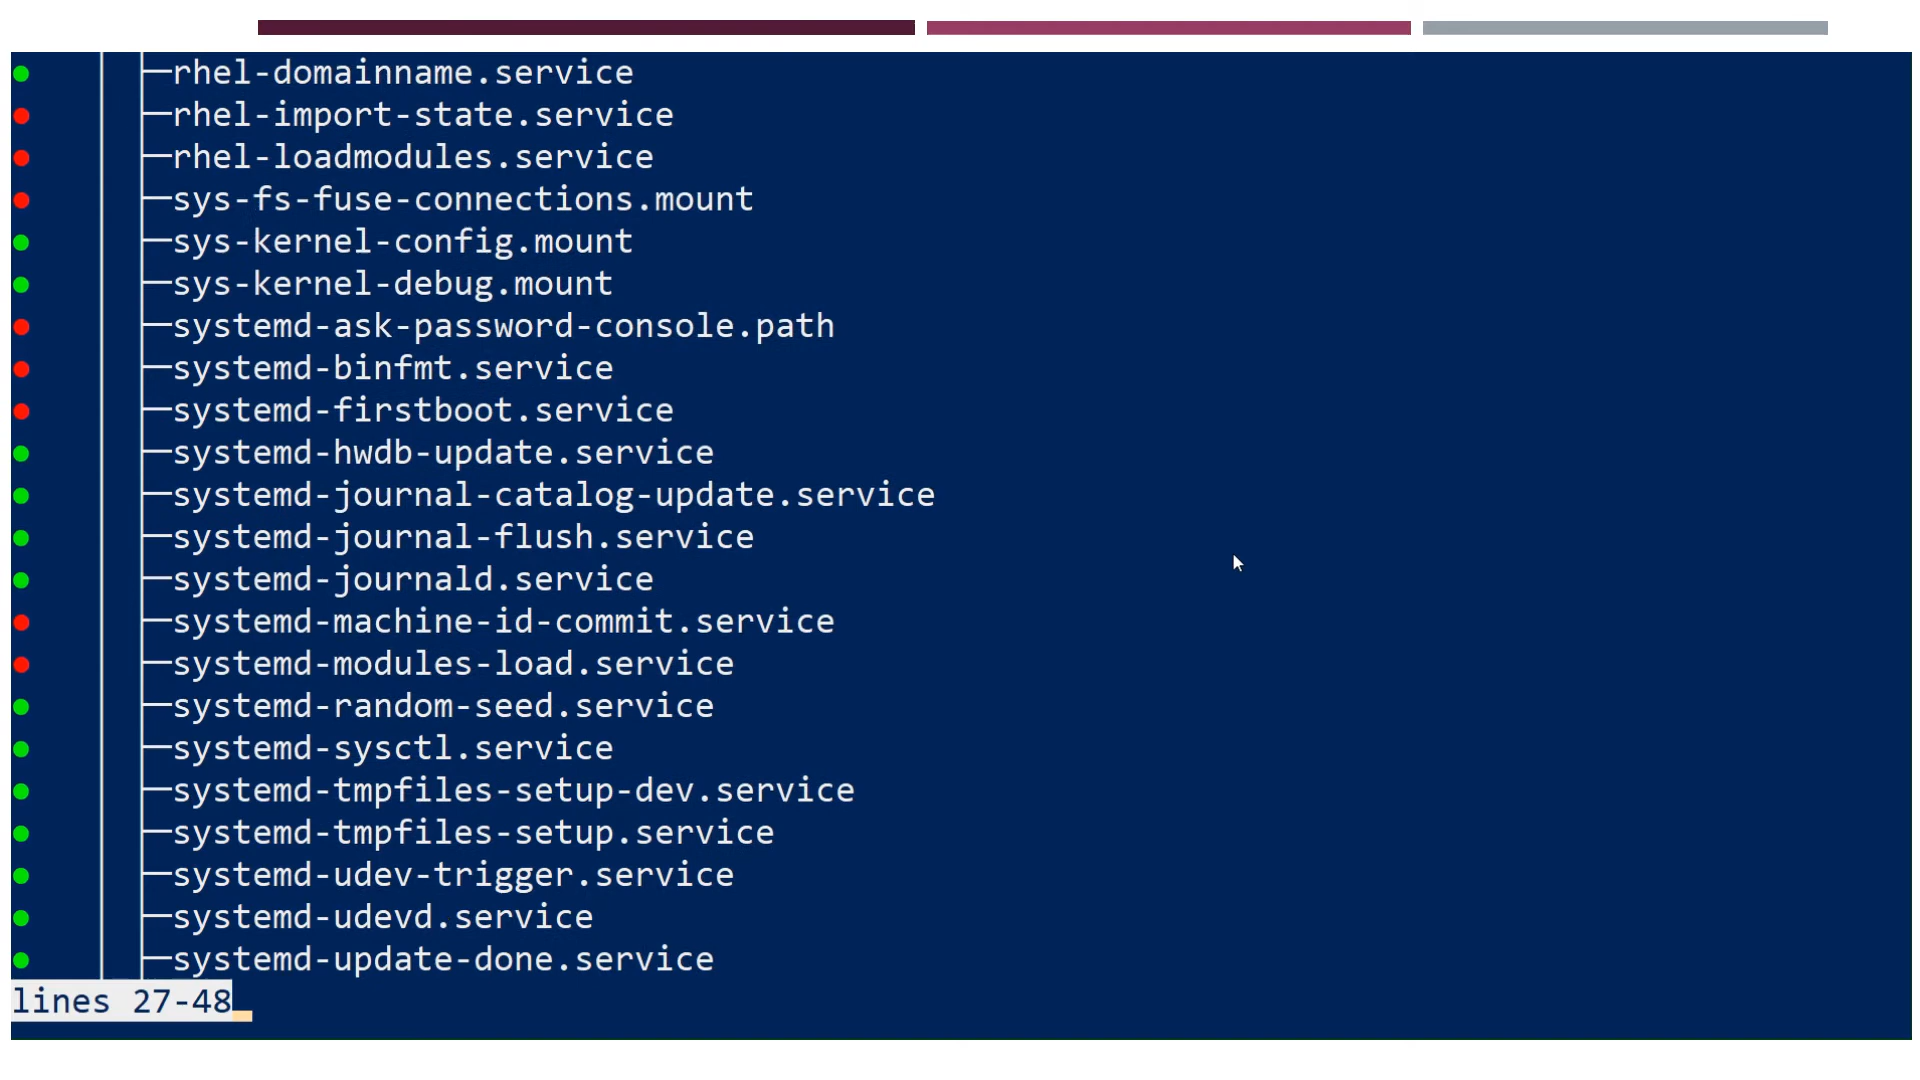 ├─rhel-domainname.service
├─rhel-import-state.service
├─rhel-loadmodules.service
├─sys-fs-fuse-connections.mount
├─sys-kernel-config.mount
├─sys-kernel-debug.mount
├─systemd-ask-password-console.path
├─systemd-binfmt.service
├─systemd-firstboot.service
├─systemd-hwdb-update.service
├─systemd-journal-catalog-update.service
├─systemd-journal-flush.service
├─systemd-journald.service
├─systemd-machine-id-commit.service
├─systemd-modules-load.service
├─systemd-random-seed.service
├─systemd-sysctl.service
├─systemd-tmpfiles-setup-dev.service
├─systemd-tmpfiles-setup.service
├─systemd-udev-trigger.service
├─systemd-udevd.service
├─systemd-update-done.service
lines 27-48